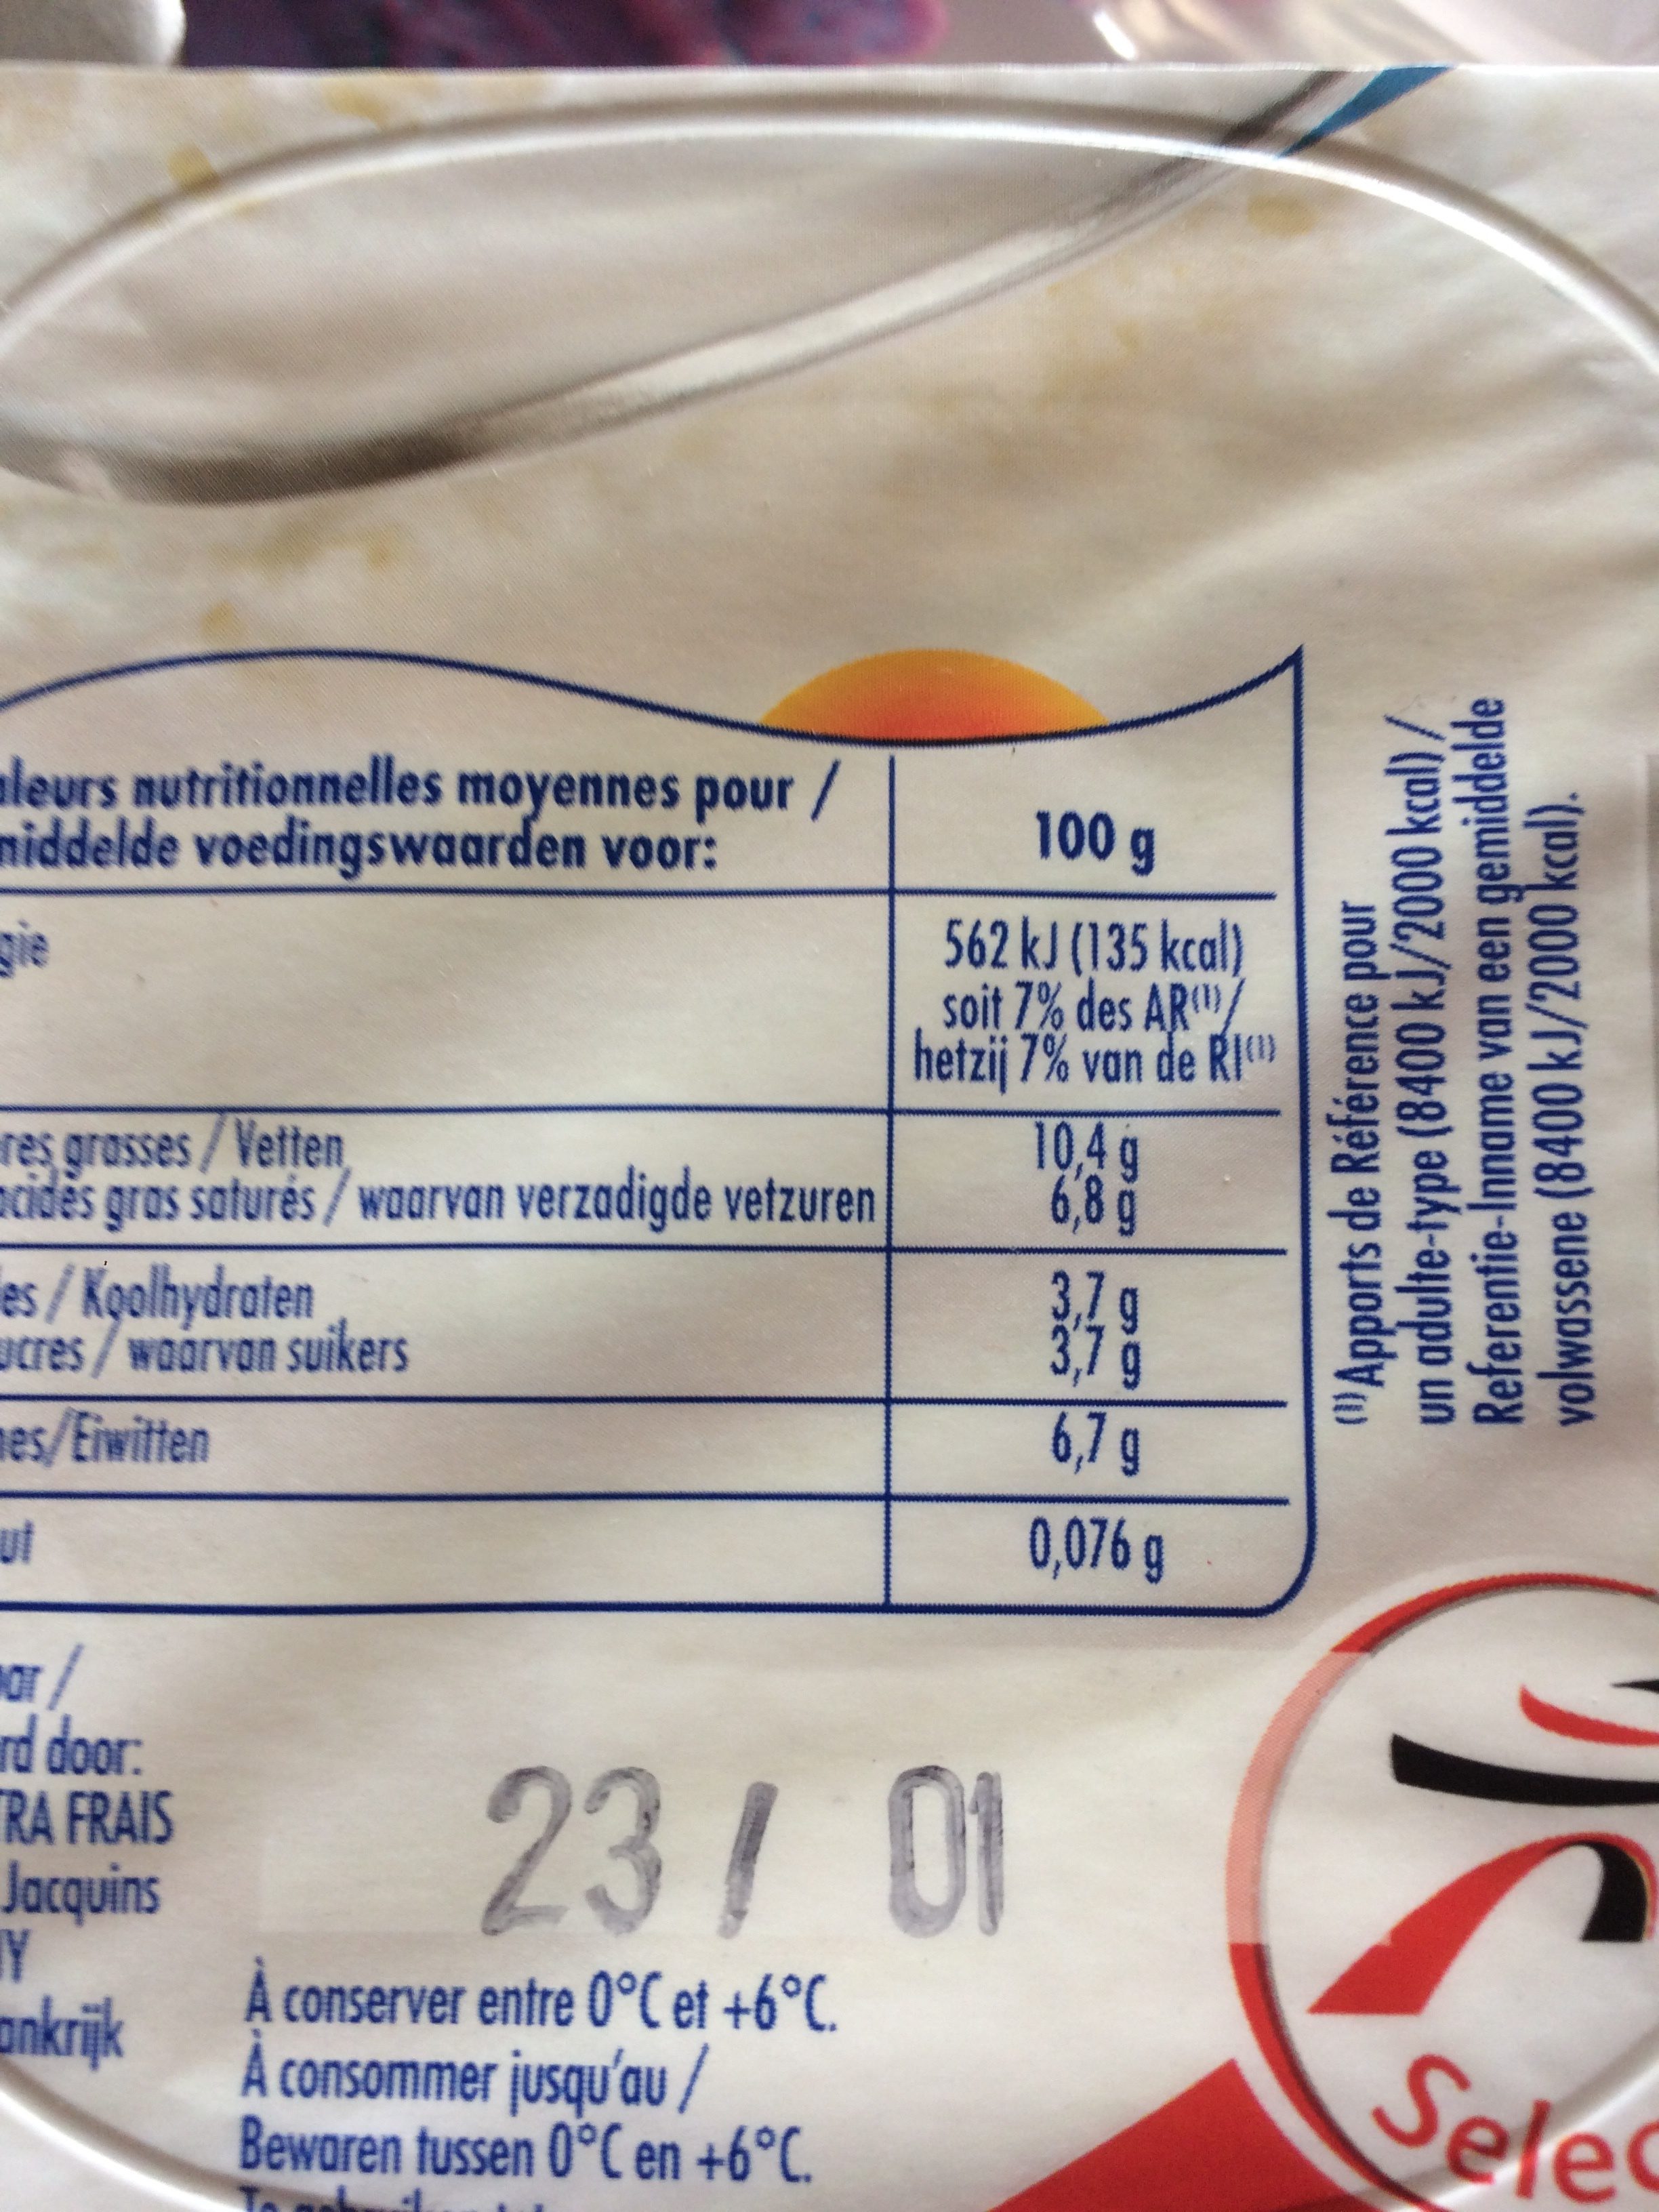 aleurs nutritionnelles moyennes pour /
middelde voedingswaarden voor:
100 g
gie
562 kJ (135 kcal)
soit 7% des AR⁽¹⁾/
hetzij 7% van de RI⁽¹⁾
res grasses / Vetten
10,4 g
acides gras saturés / waarvan verzadigde vetzuren
6,8 g
es / Koolhydraten
3,7 g
ucres / waarvan suikers
3,7 g
nes/Eiwitten
6,7 g
ut
0,076 g
⁽¹⁾Apports de Référence pour
un adulte-type (8400 kJ/2000 kcal) /
Referentie-Inname van een gemiddelde
volwassene (8400 kJ/2000 kcal).
par /
rd door:
TRA FRAIS
Jacquins
Y
ankrijk
23 / 01
À conserver entre 0°C et +6°C.
À consommer jusqu'au /
Bewaren tussen 0°C en +6°C.
Selec